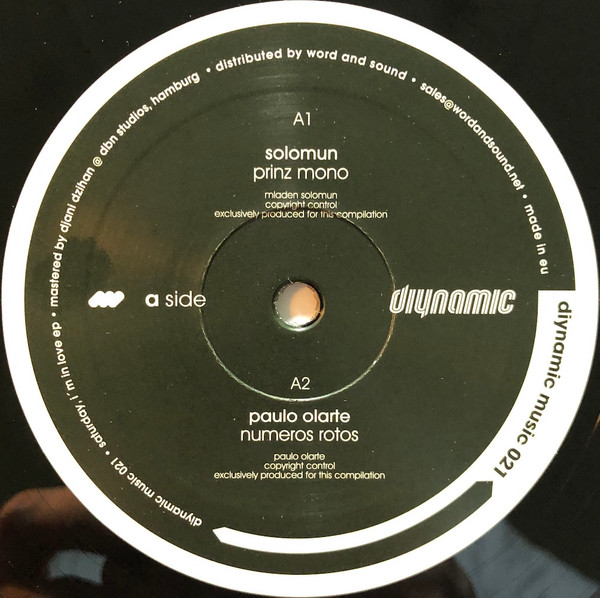 diynamic music 021 • saturday, i'm in love ep • mastered by djani dzihan @ dbn studios, hamburg • distributed by word and sound • sales@wordandsound.net • made in eu
A1
solomun
prinz mono
mladen solomun
copyright control
exclusively produced for this compilation
a side
diynamic
diynamic music 021
A2
paulo olarte
numeros rotos
paulo olarte
copyright control
exclusively produced for this compilation